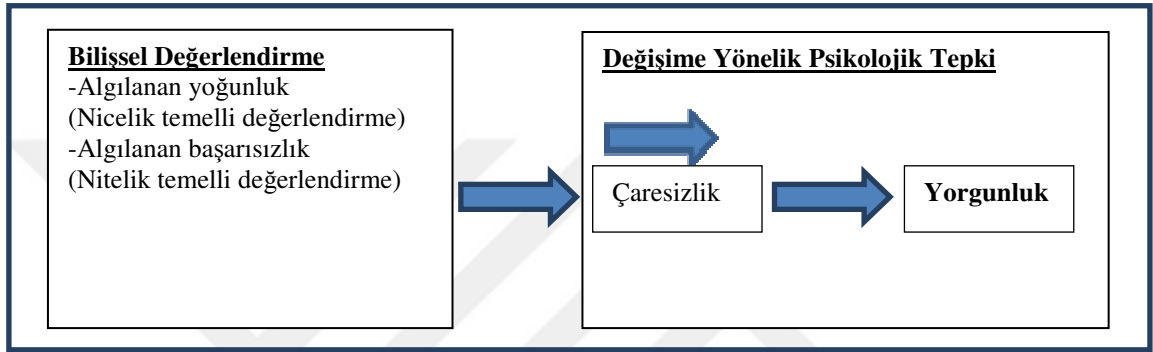 Bilişsel Değerlendirme
-Algılanan yoğunluk
(Nicelik temelli değerlendirme)
-Algılanan başarısızlık
(Nitelik temelli değerlendirme)
Değişime Yönelik Psikolojik Tepki
Çaresizlik
Yorgunluk